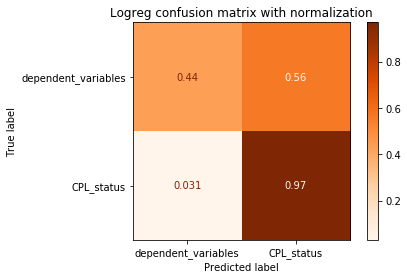 Logreg confusion matrix with normalization
True label
dependent_variables
0.44
0.56
CPL_status
0.031
0.97
dependent_variables
CPL_status
Predicted label
0.8
0.6
0.4
0.2